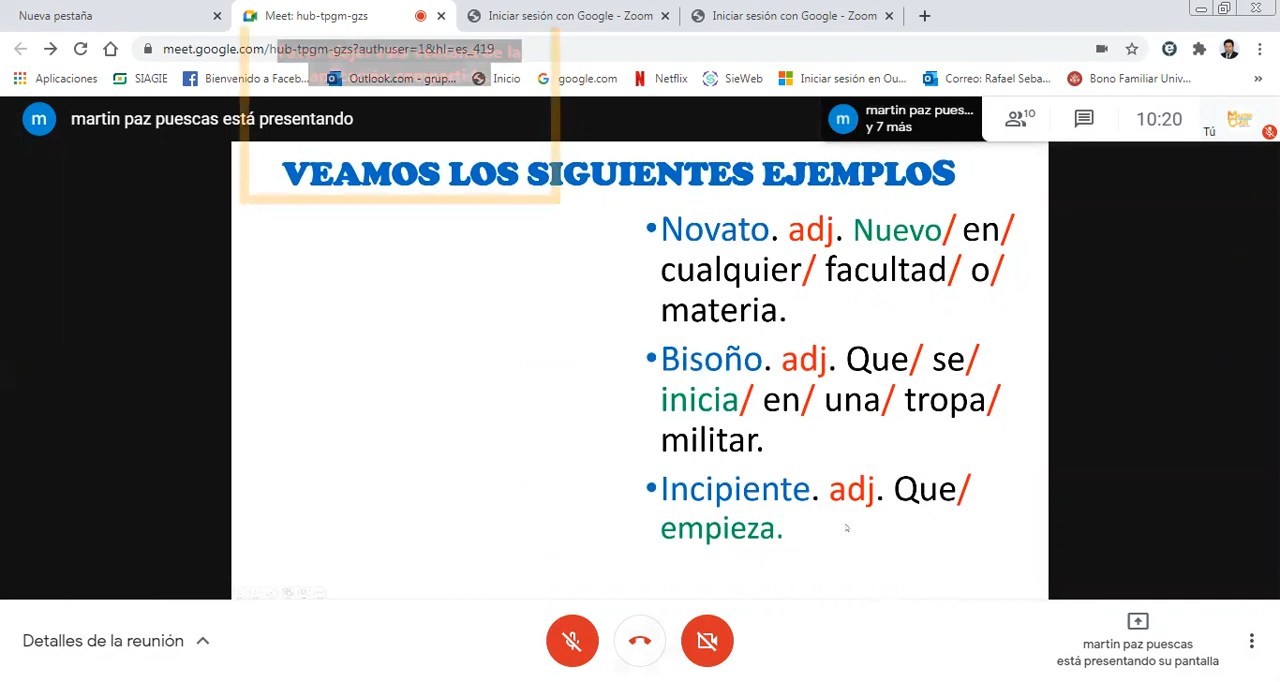 Nueva pestaña
Meet: hub-tpgm-gzs
Iniciar sesión con Google - Zoom
Iniciar sesión con Google - Zoom
meet.google.com/hub-tpgm-gzs?authuser=1&hl=es_419
Aplicaciones
SIAGIE
Bienvenido a Faceb...
Outlook.com - grup...
Inicio
google.com
Netflix
SieWeb
Iniciar sesión en Ou...
Correo: Rafael Seba...
Bono Familiar Univ...
m
martin paz puescas está presentando
m
martin paz puesc...
y 7 más
10
10:20
Tú
VEAMOS LOS SIGUIENTES EJEMPLOS
•Novato. adj. Nuevo/ en/
cualquier/ facultad/ o/
materia.
•Bisoño. adj. Que/ se/
inicia/ en/ una/ tropa/
militar.
•Incipiente. adj. Que/
empieza.
Detalles de la reunión
martin paz puescas
está presentando su pantalla